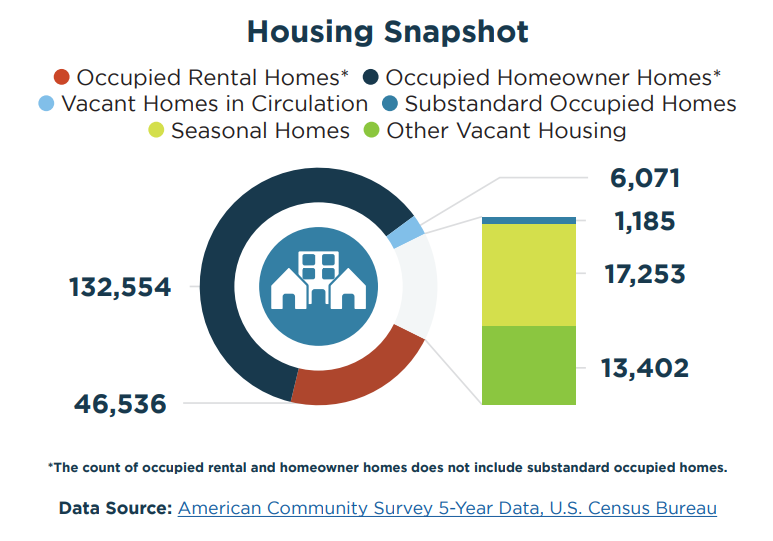 Housing Snapshot
Occupied Rental Homes* Occupied Homeowner Homes*
Vacant Homes in Circulation Substandard Occupied Homes
Seasonal Homes Other Vacant Housing
6,071
1,185
17,253
132,554
13,402
46,536
*The count of occupied rental and homeowner homes does not include substandard occupied homes.
Data Source: American Community Survey 5-Year Data, U.S. Census Bureau